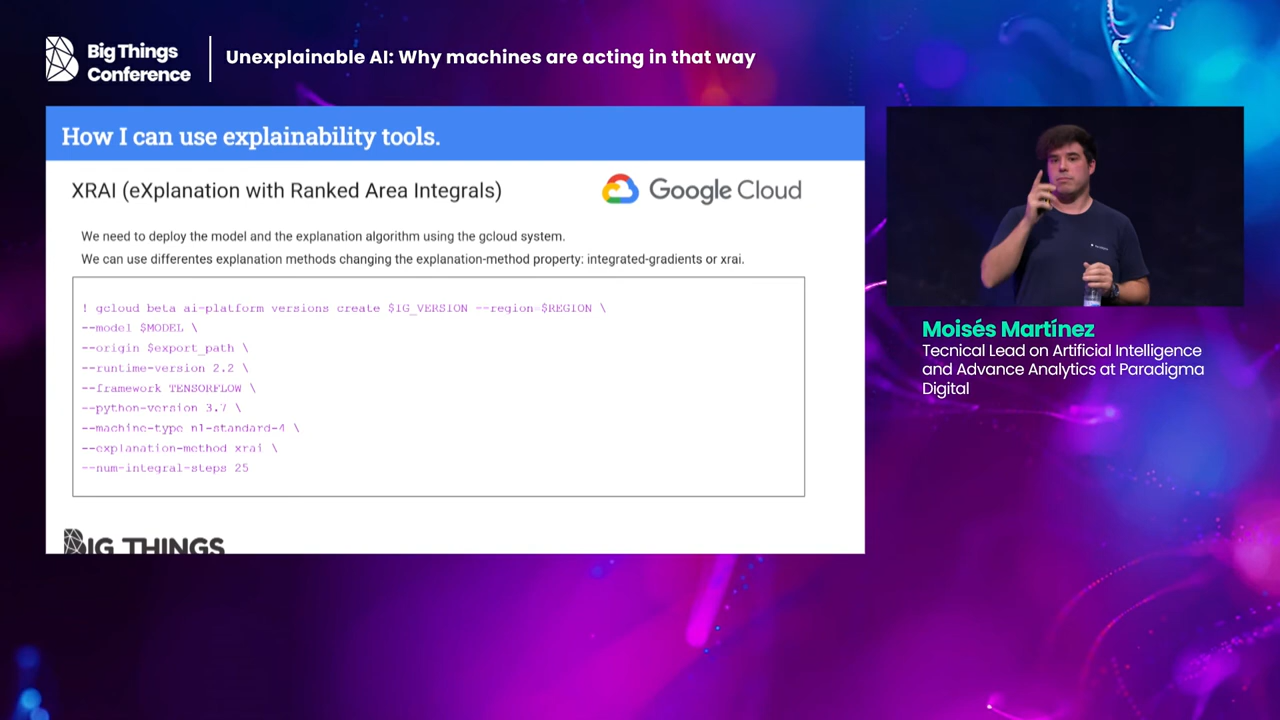 Big Things
Conference
Unexplainable AI: Why machines are acting in that way
How I can use explainability tools.
XRAI (eXplanation with Ranked Area Integrals)
Google Cloud
We need to deploy the model and the explanation algorithm using the gcloud system.
We can use differentes explanation methods changing the explanation-method property: integrated-gradients or xrai.
! gcloud beta ai-platform versions create $IG_VERSION --region $REGION \
--model $MODEL \
--origin $export_path \
--runtime-version 2.2 \
--framework TENSORFLOW \
--python-version 3.7 \
--machine-type n1-standard-4 \
--explanation-method xrai \
--num-integral-steps 25
BIG THINGS
Moisés Martínez
Tecnical Lead on Artificial Intelligence
and Advance Analytics at Paradigma
Digital